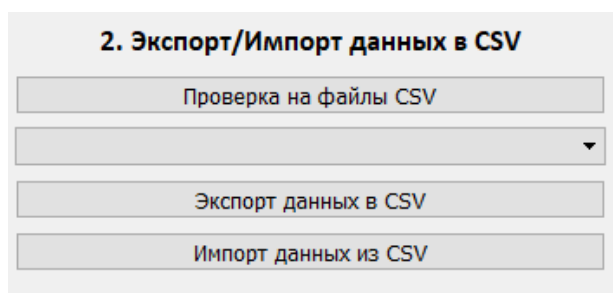 2. Экспорт/Импорт данных в CSV
Проверка на файлы CSV
Экспорт данных в CSV
Импорт данных из CSV